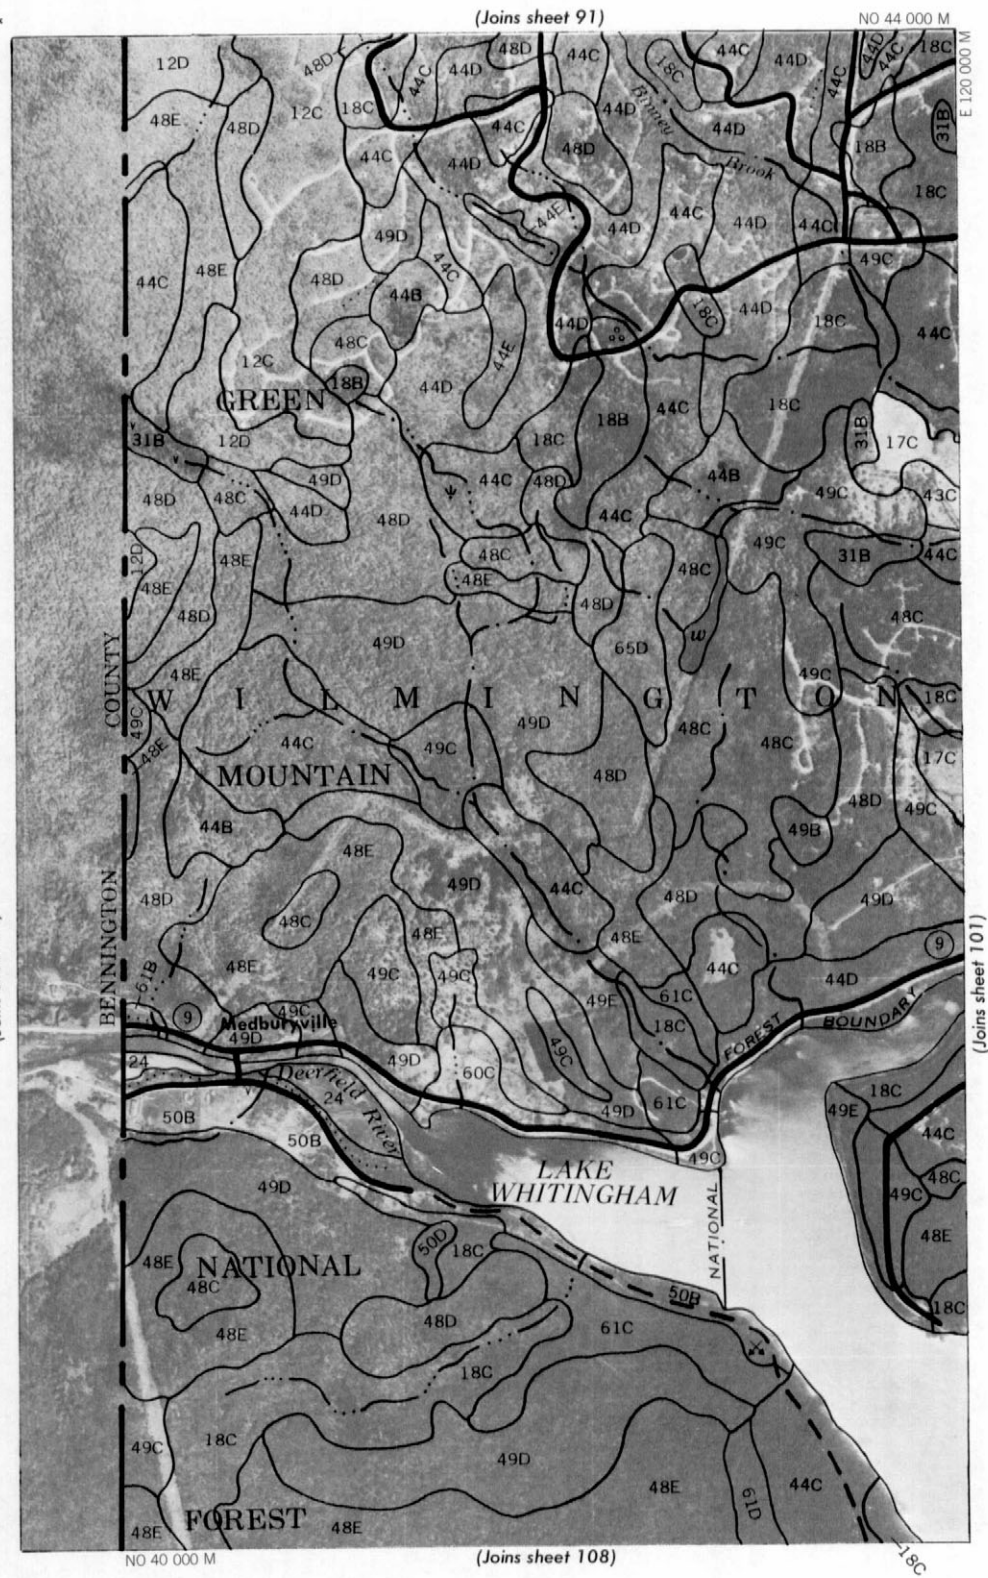 (Joins sheet 91)
NO 44 000 M
E 120 000 M
12D
48D
44C
44D
48D
44C
18C
44C
44D
44C
44D
44C
18C
48E
48D
12C
18C
44C
44D
Binney
31B
44C
44D
48D
44D
Brook
18B
18C
44E
49D
44C
44D
44C
44D
44C
49C
44C
48E
48D
44B
44D
18C
44D
18C
44C
48C
44E
12C
18B
44D
GREEN
18B
44C
18C
31B
17C
31B
12D
18C
49D
44C
48D
44B
49C
43C
48D
48C
44D
48D
44C
49C
12D
48E
48C
48C
31B
44C
48E
48E
48D
48D
49D
65D
w
48C
COUNTY
48E
49C
18C
WILMINGTON
49C
49D
48C
48C
48E
44C
49C
17C
MOUNTAIN
48D
48D
49C
44B
49B
48E
49D
44C
48D
49D
48D
48C
48E
48E
9
BENNINGTON
48E
49C
49C
44C
44D
61B
49E
61C
9
49C
18C
BOUNDARY
Medburyville
49D
FOREST
(Joins sheet 101)
24
49D
60C
49C
Deerfield River
24
49D
61C
18C
49E
50B
50B
44C
49C
LAKE
WHITINGHAM
49D
48C
49C
NATIONAL
48E
50D
18C
48E
NATIONAL
48C
50B
18C
48E
48D
61C
18C
49C
18C
49D
48E
61D
44C
48E
FOREST
48E
18C
NO 40 000 M
(Joins sheet 108)